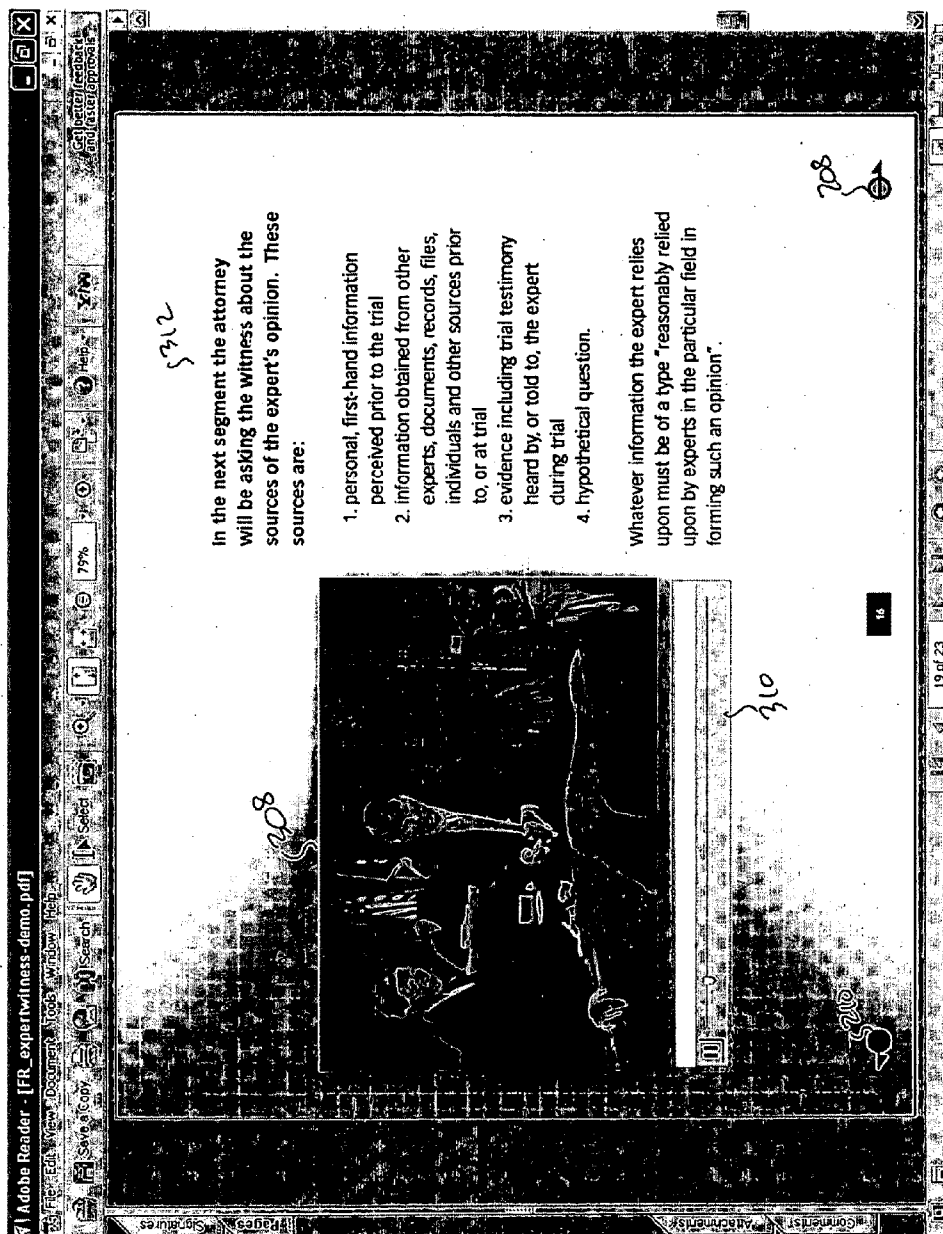 Adobe Reader - [FR_expertwitness-demo.pdf]
File Edit View Document Tools Window Help
Save a Copy Search Select 79% Help Y!
Get better feedback
and faster approvals
Signatures
Pages
Attachments
Comments
312
In the next segment the attorney
will be asking the witness about the
sources of the expert's opinion. These
sources are:
1. personal, first-hand information
perceived prior to the trial
2. information obtained from other
experts, documents, records, files,
individuals and other sources prior
to, or at trial
3. evidence including trial testimony
heard by, or told to, the expert
during trial
4. hypothetical question.
Whatever information the expert relies
upon must be of a type "reasonably relied
upon by experts in the particular field in
forming such an opinion".
308
310
210
208
16
19 of 23